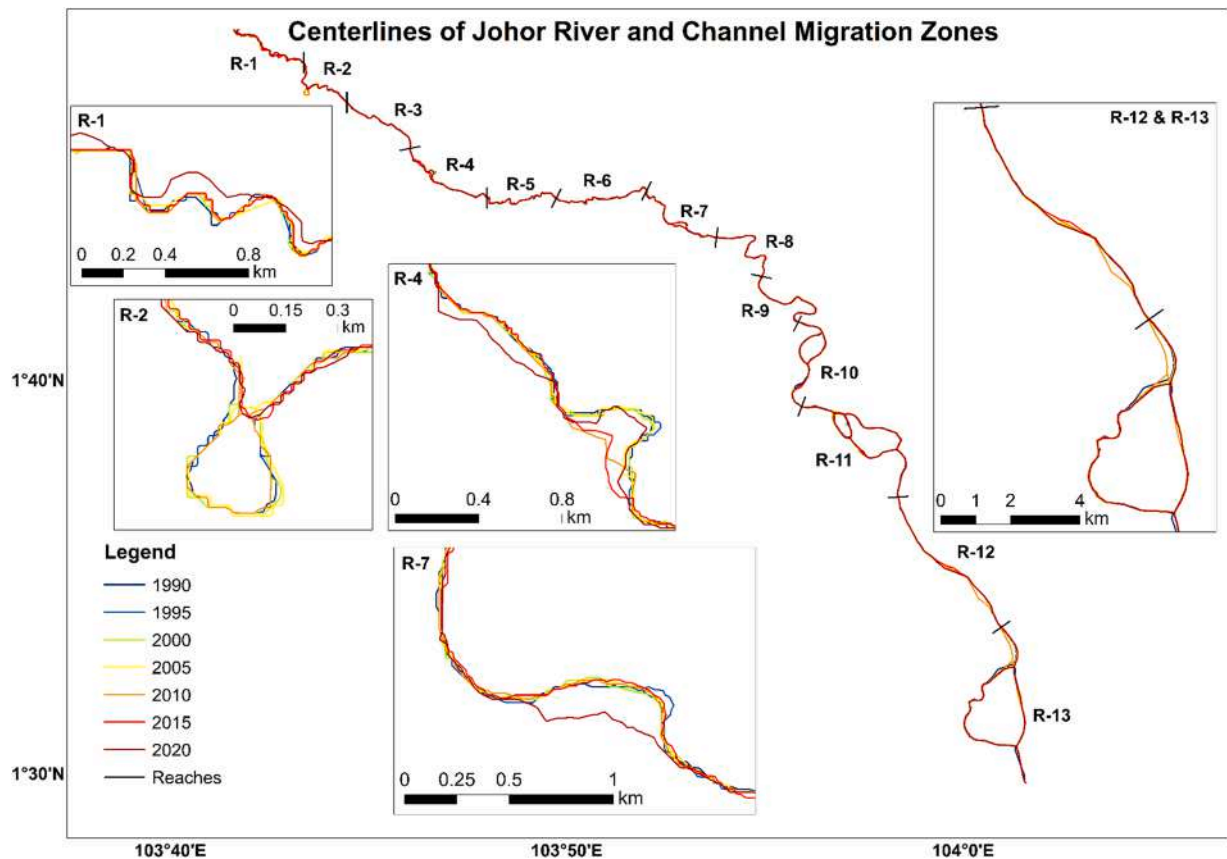 Centerlines of Johor River and Channel Migration Zones
R-1
R-2
R-3
R-4
R-5
R-6
R-7
R-8
R-9
R-10
R-11
R-12
R-13
R-1
0 0.2 0.4 0.8
km
R-2
0 0.15 0.3
km
R-4
0 0.4 0.8
km
R-7
0 0.25 0.5 1
km
R-12 & R-13
0 1 2 4
km
Legend
1990
1995
2000
2005
2010
2015
2020
Reaches
1°40'N
1°30'N
103°40'E 103°50'E 104°0'E